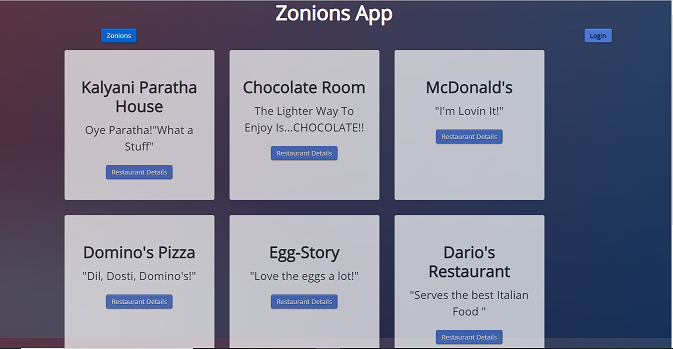 Zonions App
Zonions
Login
Kalyani Paratha
House
Oye Paratha!"What a
Stuff"
Restaurant Details
Chocolate Room
The Lighter Way To
Enjoy Is...CHOCOLATE!!
Restaurant Details
McDonald's
"I'm Lovin It!"
Restaurant Details
Domino's Pizza
"Dil, Dosti, Domino's!"
Restaurant Details
Egg-Story
"Love the eggs a lot!"
Restaurant Details
Dario's
Restaurant
"Serves the best Italian
Food "
Restaurant Details